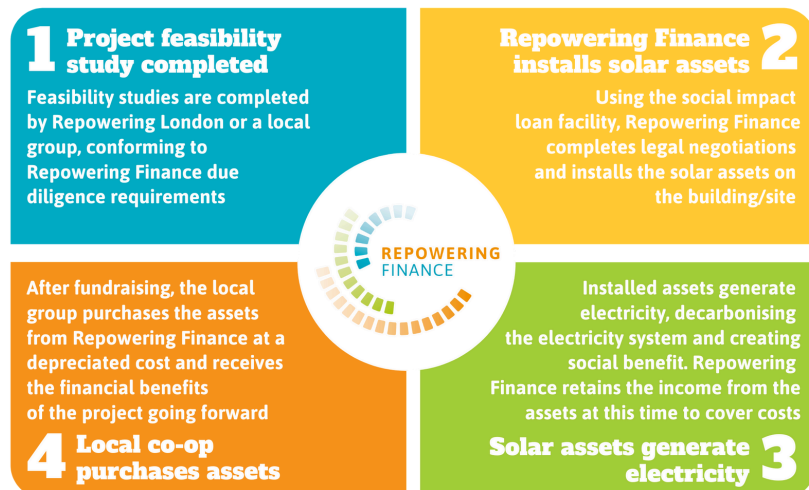 1 Project feasibility
study completed
Feasibility studies are completed
by Repowering London or a local
group, conforming to
Repowering Finance due
diligence requirements
Repowering Finance 2
installs solar assets
Using the social impact
loan facility, Repowering Finance
completes legal negotiations
and installs the solar assets on
the building/site
REPOWERING
FINANCE
Installed assets generate
electricity, decarbonising
the electricity system and creating
social benefit. Repowering
Finance retains the income from the
assets at this time to cover costs
Solar assets generate 3
electricity
After fundraising, the local
group purchases the assets
from Repowering Finance at a
depreciated cost and receives
the financial benefits
of the project going forward
4 Local co-op
purchases assets